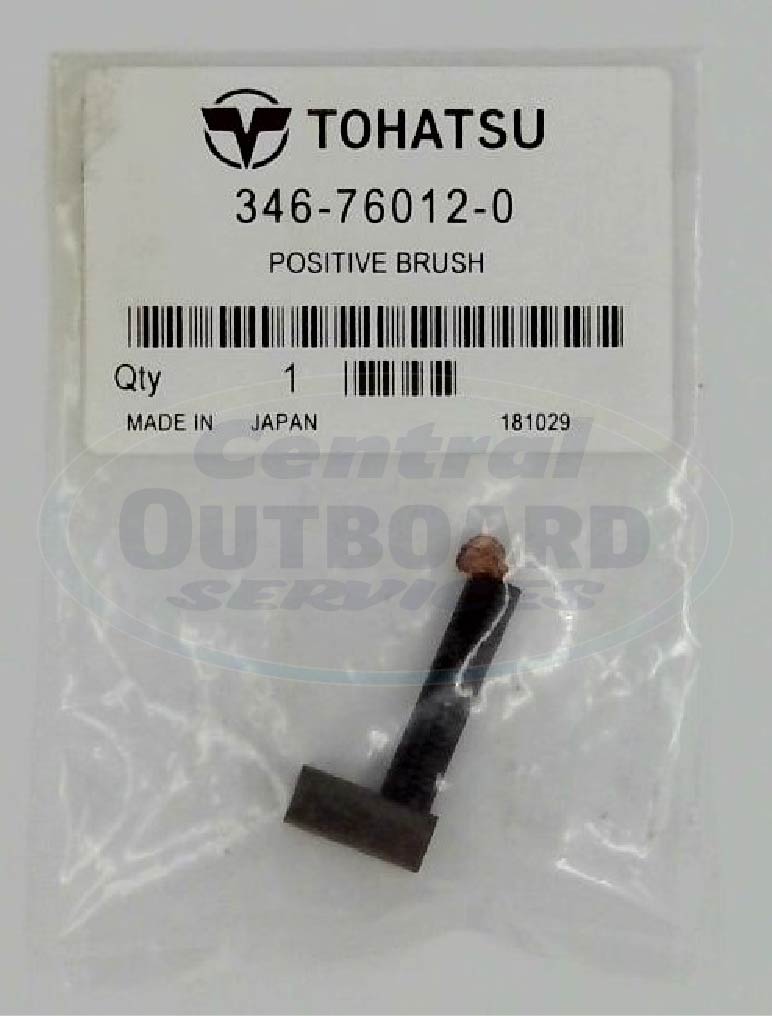 TOHATSU
346-76012-0
POSITIVE BRUSH
Qty 1
MADE IN JAPAN 181029
Central
OUTBOARD
SERVICES